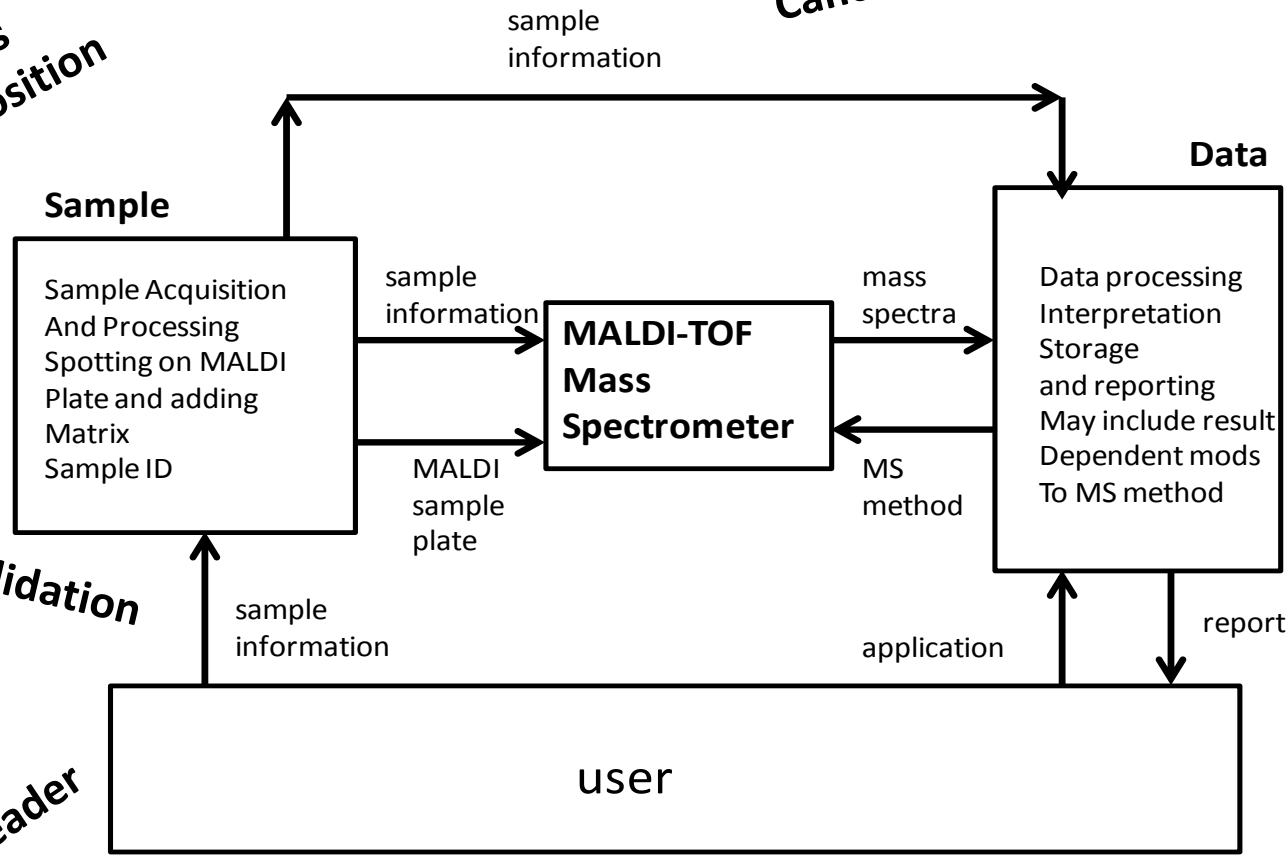 sample
information
Data
Sample
Sample Acquisition
And Processing
Spotting on MALDI
Plate and adding
Matrix
Sample ID
sample
information
MALDI
sample
plate
MALDI-TOF
Mass
Spectrometer
mass
spectra
MS
method
Data processing
Interpretation
Storage
and reporting
May include result
Dependent mods
To MS method
sample
information
application
report
user